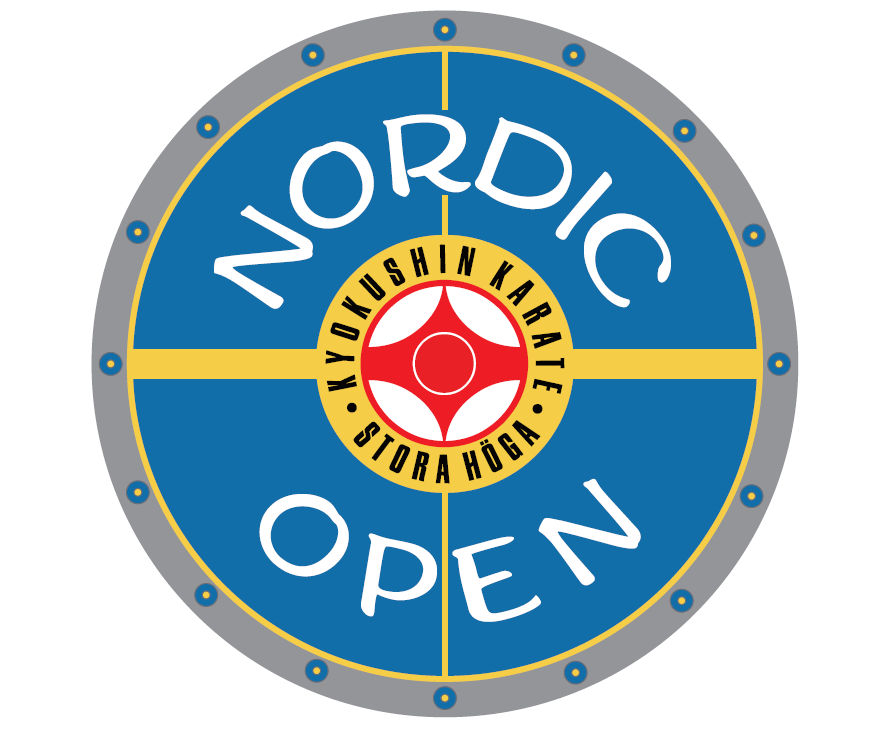 NORDIC
KYOKUSHIN KARATE
• STORA HÖGA •
OPEN